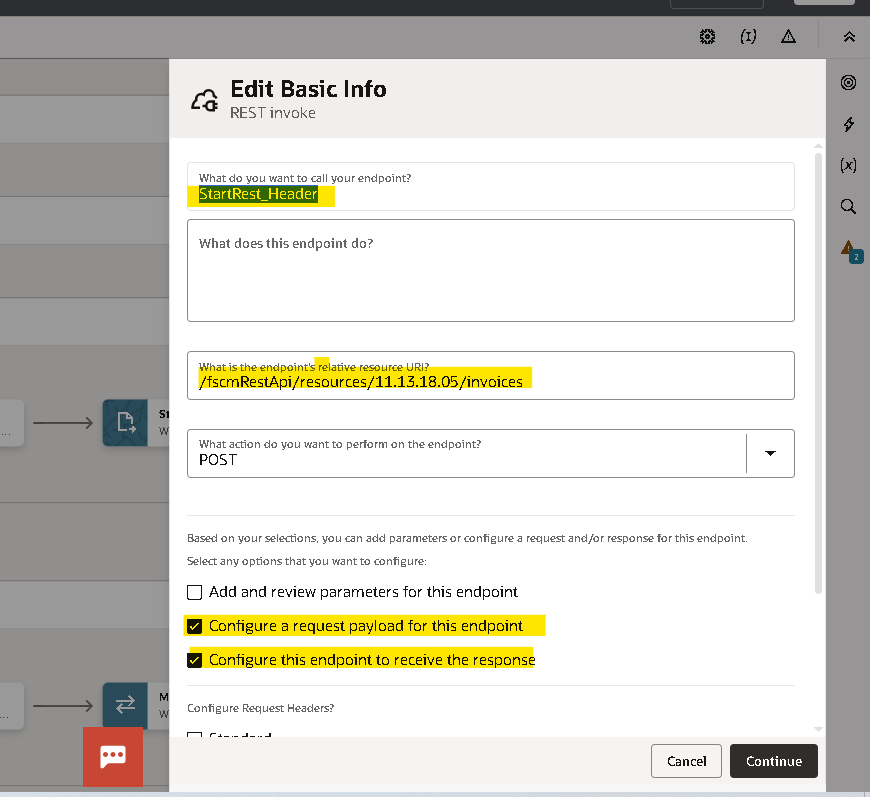 Edit Basic Info
REST invoke
What do you want to call your endpoint?
StartRest_Header
What does this endpoint do?
What is the endpoint's relative resource URI?
/fscmRestApi/resources/11.13.18.05/invoices
What action do you want to perform on the endpoint?
POST
Based on your selections, you can add parameters or configure a request and/or response for this endpoint.
Select any options that you want to configure:
Add and review parameters for this endpoint
Configure a request payload for this endpoint
Configure this endpoint to receive the response
Configure Request Headers?
Standard
Cancel
Continue
St
W
M
W
2